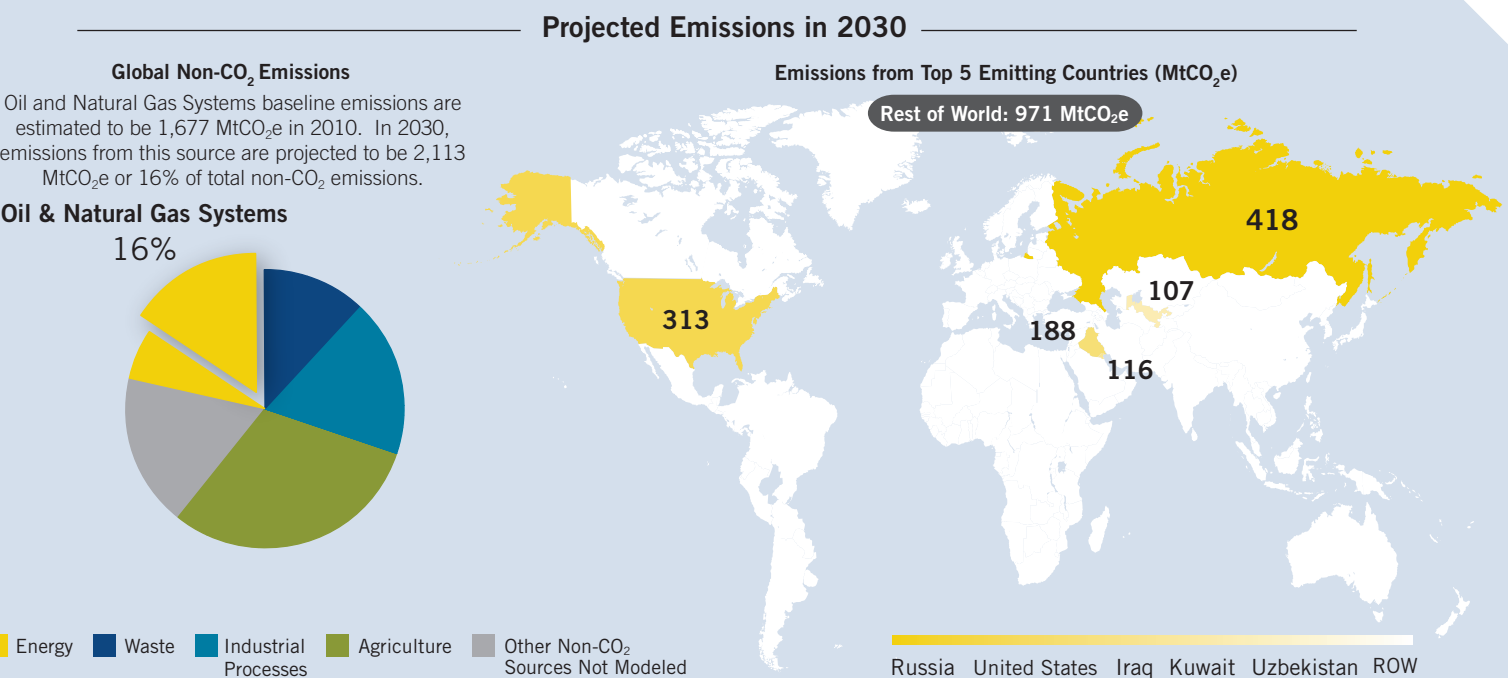 Projected Emissions in 2030
Global Non-CO₂ Emissions
Oil and Natural Gas Systems baseline emissions are
estimated to be 1,677 MtCO₂e in 2010. In 2030,
emissions from this source are projected to be 2,113
MtCO₂e or 16% of total non-CO₂ emissions.
Oil & Natural Gas Systems
16%
Energy
Waste
Industrial
Processes
Agriculture
Other Non-CO₂
Sources Not Modeled
Emissions from Top 5 Emitting Countries (MtCO₂e)
Rest of World: 971 MtCO₂e
418
107
313
188
116
Russia United States Iraq Kuwait Uzbekistan ROW